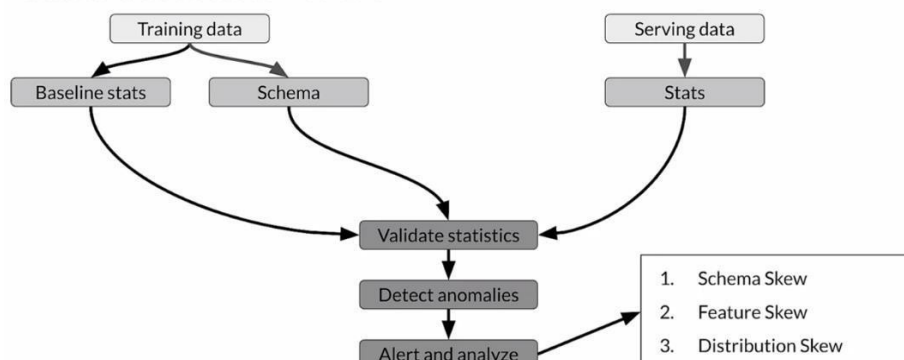 Training data
Serving data
Baseline stats
Schema
Stats
Validate statistics
Detect anomalies
Alert and analyze
1. Schema Skew
2. Feature Skew
3. Distribution Skew